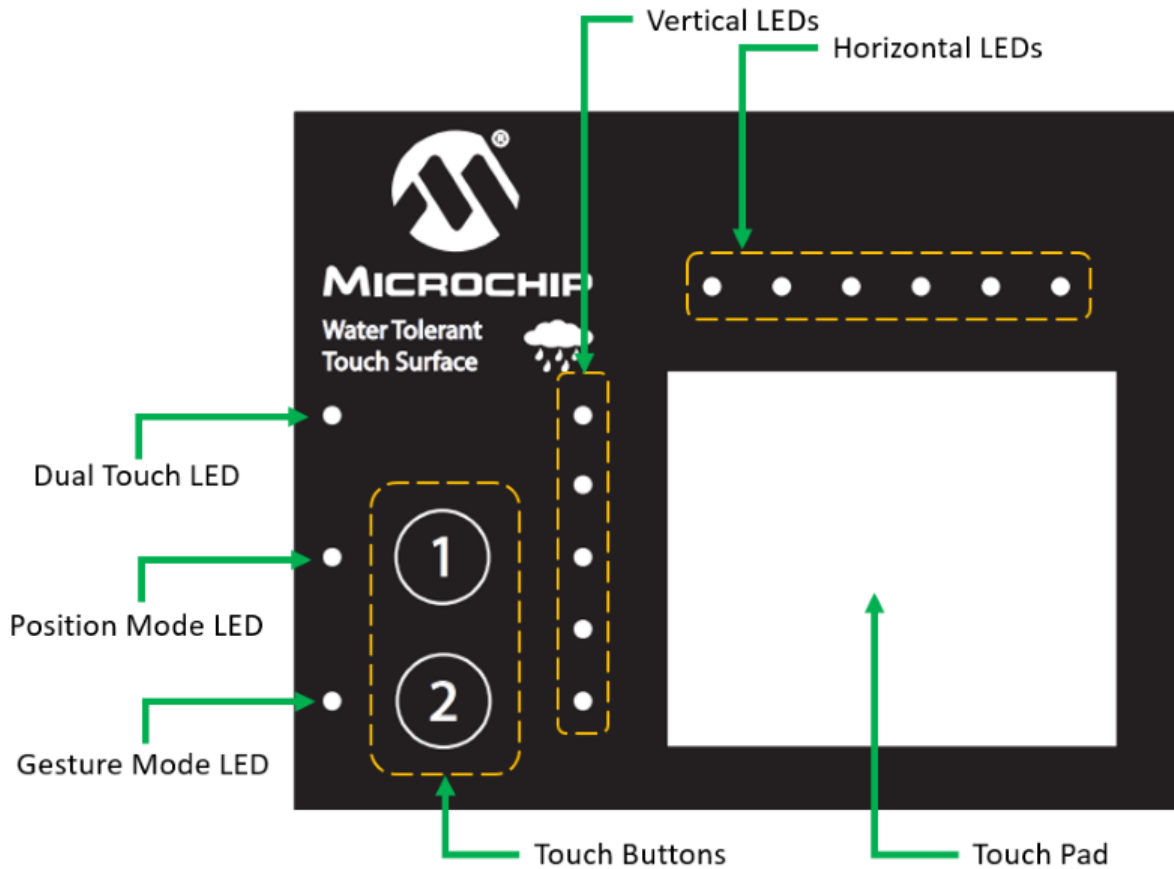 Vertical LEDs
Horizontal LEDs
®
MICROCHIP
Water Tolerant
Touch Surface
Dual Touch LED
1
Position Mode LED
2
Gesture Mode LED
Touch Buttons
Touch Pad